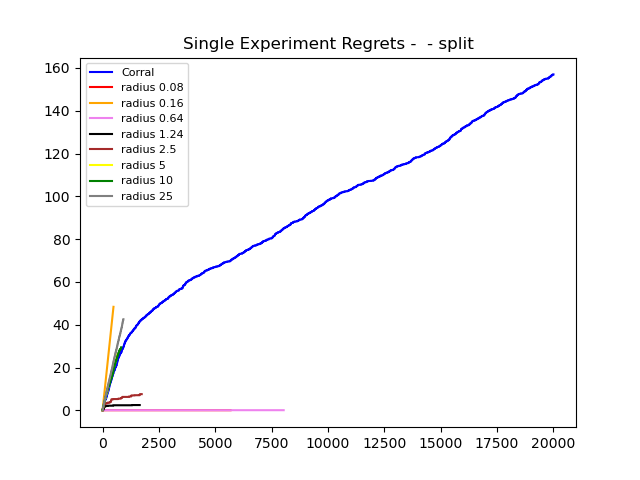 Single Experiment Regrets -  - split
160
140
120
100
80
60
40
20
0
Corral
radius 0.08
radius 0.16
radius 0.64
radius 1.24
radius 2.5
radius 5
radius 10
radius 25
0 2500 5000 7500 10000 12500 15000 17500 20000